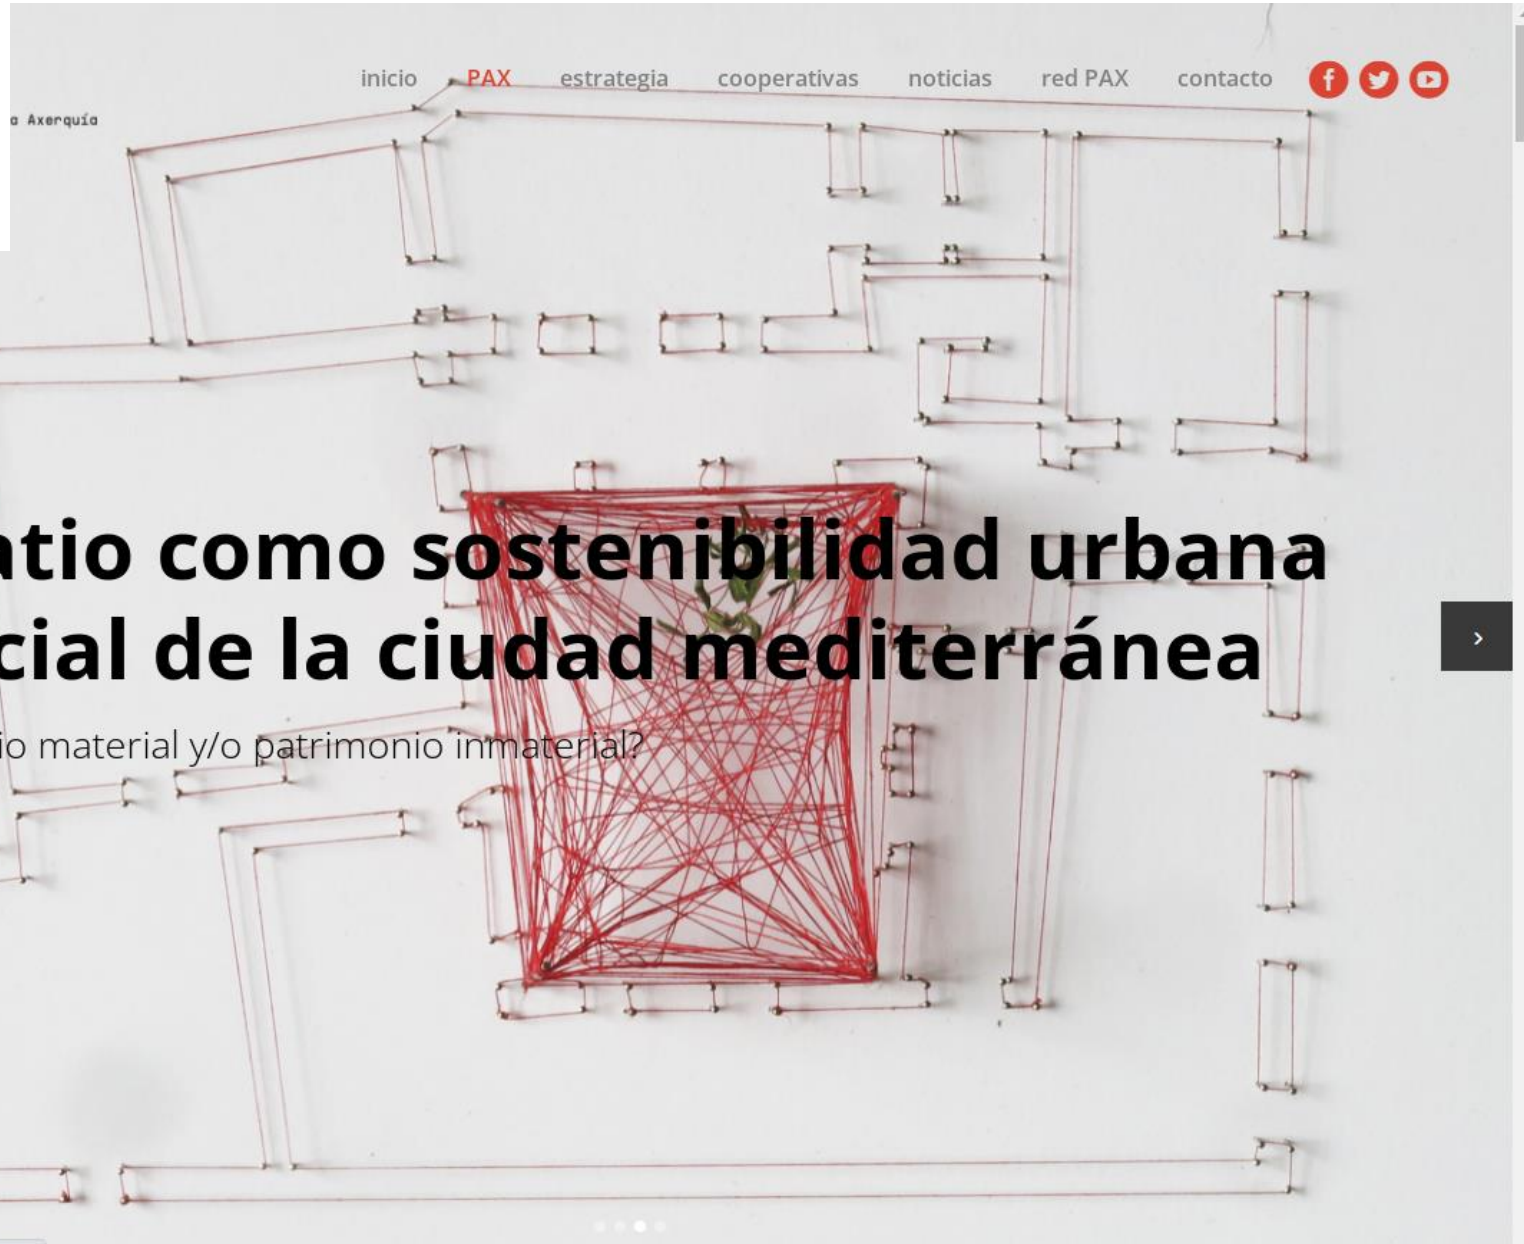 inicio PAX estrategia cooperativas noticias red PAX contacto
a Axerquía
atio como sostenibilidad urbana
cial de la ciudad mediterránea
io material y/o patrimonio inmaterial?